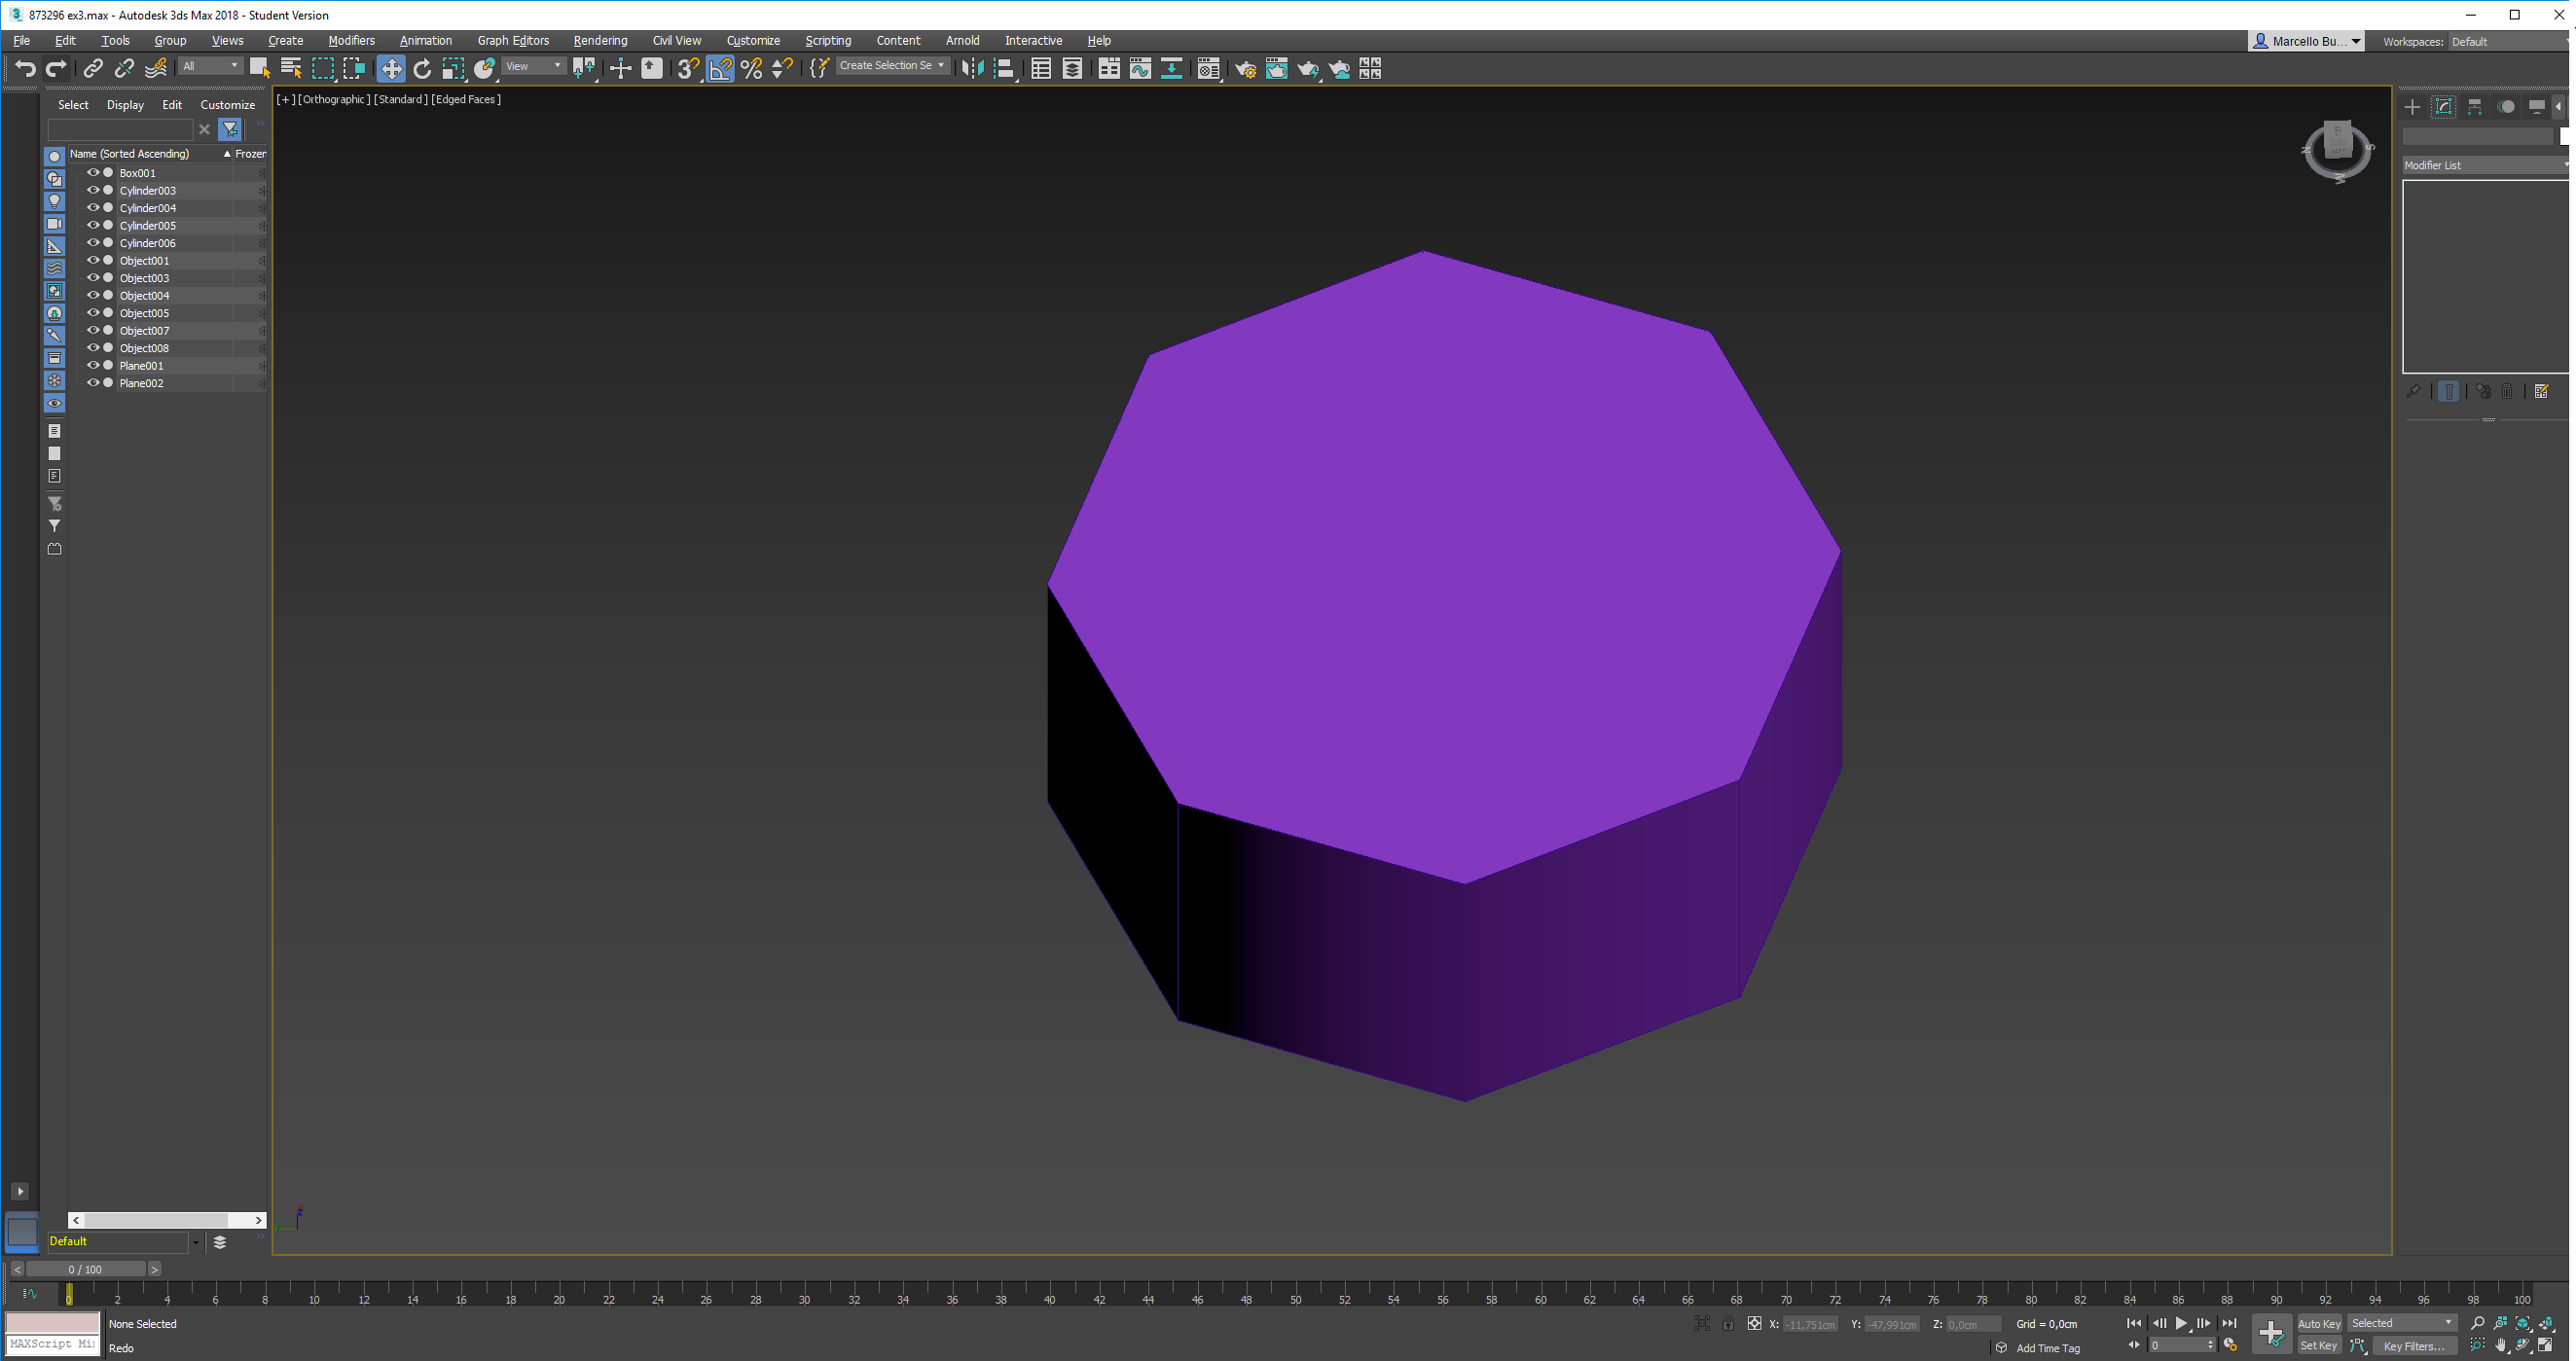 3 873296 ex3.max - Autodesk 3ds Max 2018 - Student Version
File Edit Tools Group Views Create Modifiers Animation Graph Editors Rendering Civil View Customize Scripting Content Arnold Interactive Help
Marcello Bu... Workspaces: Default
All View 3 Create Selection Se
Select Display Edit Customize
[+] [Orthographic] [Standard] [Edged Faces]
Name (Sorted Ascending) Frozen
Box001
Cylinder003
Cylinder004
Cylinder005
Cylinder006
Object001
Object003
Object004
Object005
Object007
Object008
Plane001
Plane002
N S W
Modifier List
z
Default
0 / 100
0 2 4 6 8 10 12 14 16 18 20 22 24 26 28 30 32 34 36 38 40 42 44 46 48 50 52 54 56 58 60 62 64 66 68 70 72 74 76 78 80 82 84 86 88 90 92 94 96 98 100
None Selected
X: -11,751cm Y: -47,991cm Z: 0,0cm Grid = 0,0cm
Auto Key Selected
MAXScript Mi
Redo
Add Time Tag
0
Set Key Key Filters...